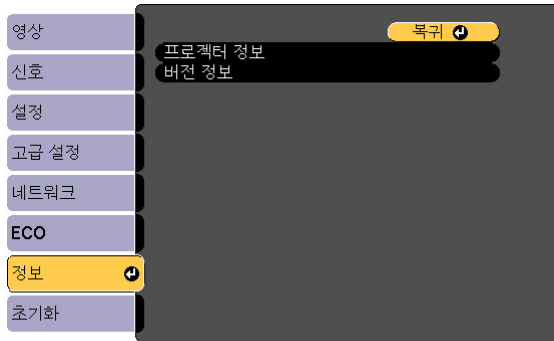 영상
신호
설정
고급 설정
네트워크
ECO
정보
초기화
복귀
프로젝터 정보
버전 정보